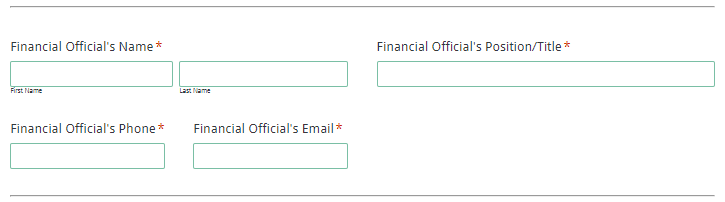 Financial Official's Name* Financial Official's Position/Title*
First Name Last Name
Financial Official's Phone* Financial Official's Email*